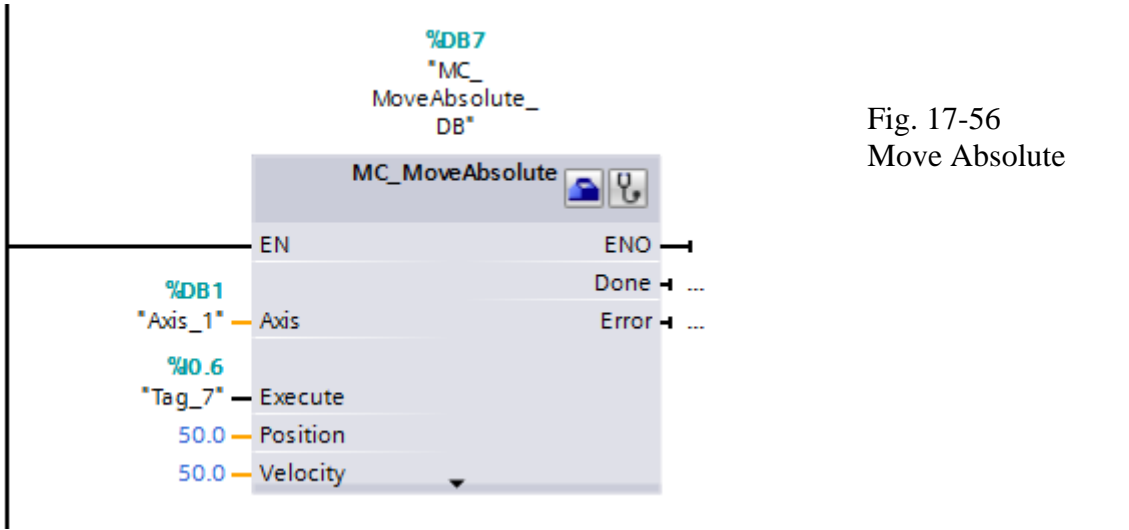 %DB7
"MC_
MoveAbsolute_
DB"
Fig. 17-56
Move Absolute
MC_MoveAbsolute
EN
ENO
Done ...
%DB1
"Axis_1" Axis
Error ...
%I0.6
"Tag_7" Execute
50.0 Position
50.0 Velocity